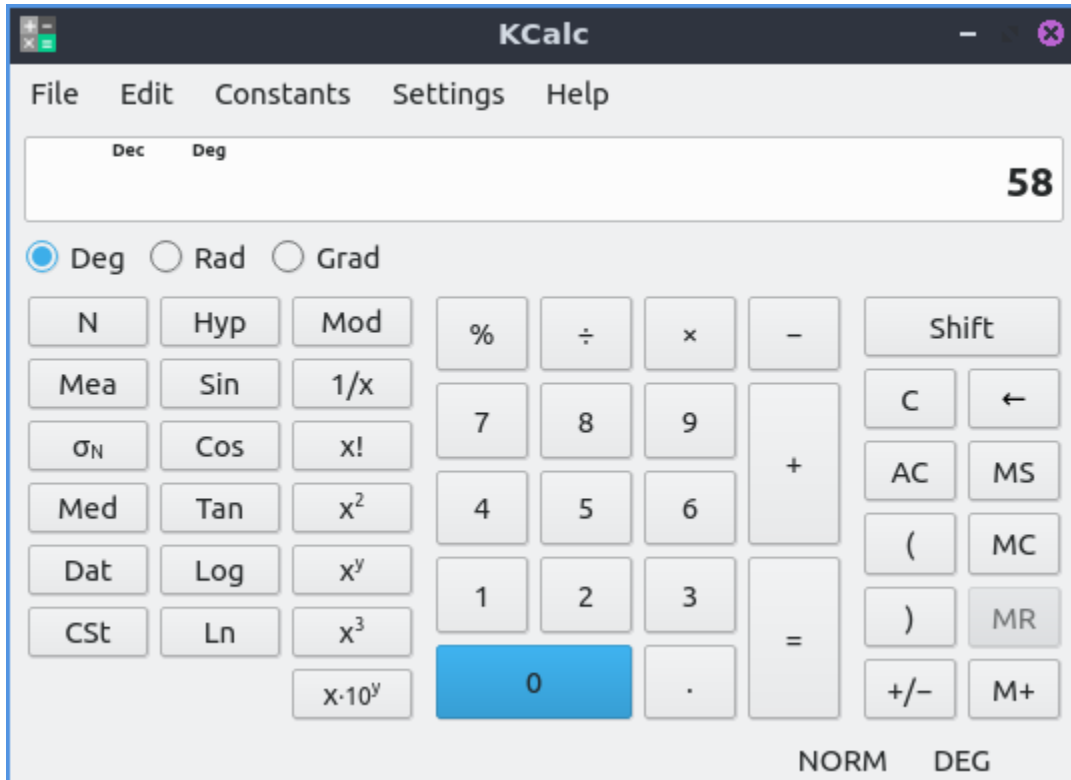 KCalc
File Edit Constants Settings Help
Dec Deg
58
Deg Rad Grad
N Hyp Mod % ÷ × − Shift
Mea Sin 1/x 7 8 9 + C ←
σN Cos x! AC MS
Med Tan x² 4 5 6 ( MC
Dat Log xʸ 1 2 3 = ) MR
CSt Ln x³
x·10ʸ 0 . +/− M+
NORM DEG